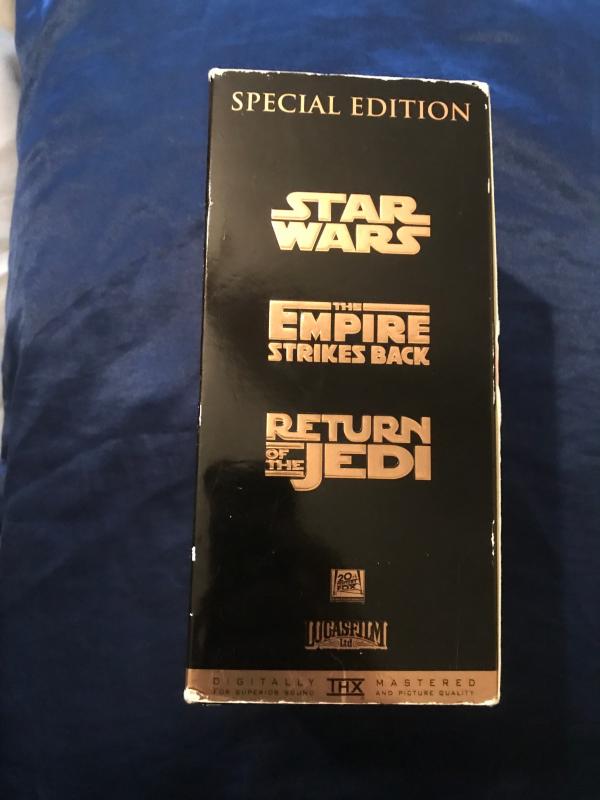 SPECIAL EDITION
STAR
WARS
THE
EMPIRE
STRIKES BACK
RETURN
OF THE JEDI
20th
CENTURY
FOX
LUCASFILM
Ltd
DIGITALLY THX MASTERED
FOR SUPERIOR SOUND AND PICTURE QUALITY